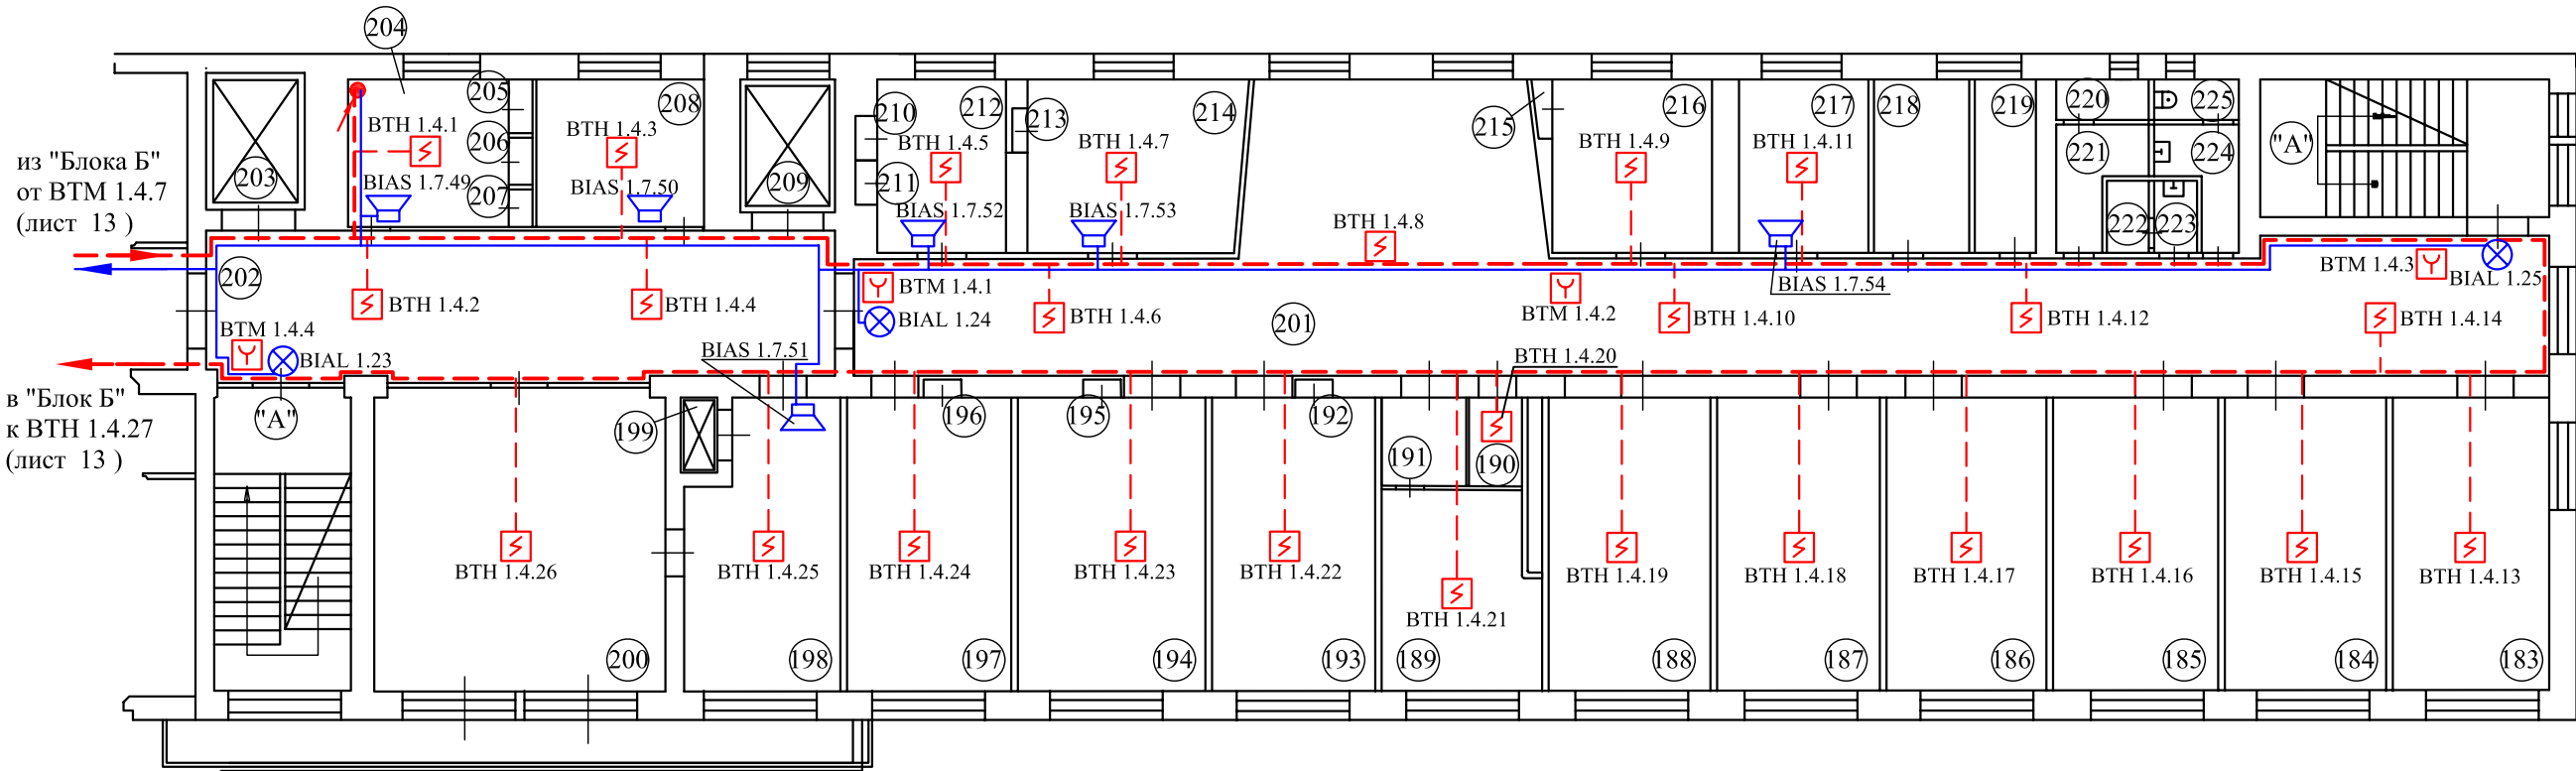 204
205
206
207
208
203
209
210
211
212
213
214
215
216
217
218
219
220
221
222
223
224
225
"А"
из "Блока Б"
от ВТМ 1.4.7
(лист 13 )
ВТН 1.4.1
ВТН 1.4.3
ВТН 1.4.5
ВТН 1.4.7
ВТН 1.4.8
ВТН 1.4.9
ВТН 1.4.11
BIAS 1.7.49
BIAS 1.7.50
BIAS 1.7.52
BIAS 1.7.53
BIAS 1.7.54
202
ВТН 1.4.2
ВТН 1.4.4
ВТМ 1.4.4
BIAL 1.23
ВТМ 1.4.1
BIAL 1.24
ВТН 1.4.6
201
ВТМ 1.4.2
ВТН 1.4.10
ВТН 1.4.12
ВТМ 1.4.3
BIAL 1.25
ВТН 1.4.14
BIAS 1.7.51
ВТН 1.4.20
в "Блок Б"
к ВТН 1.4.27
(лист 13 )
"А"
199
196
195
192
191
190
ВТН 1.4.26
ВТН 1.4.25
ВТН 1.4.24
ВТН 1.4.23
ВТН 1.4.22
ВТН 1.4.21
ВТН 1.4.19
ВТН 1.4.18
ВТН 1.4.17
ВТН 1.4.16
ВТН 1.4.15
ВТН 1.4.13
200
198
197
194
193
189
188
187
186
185
184
183